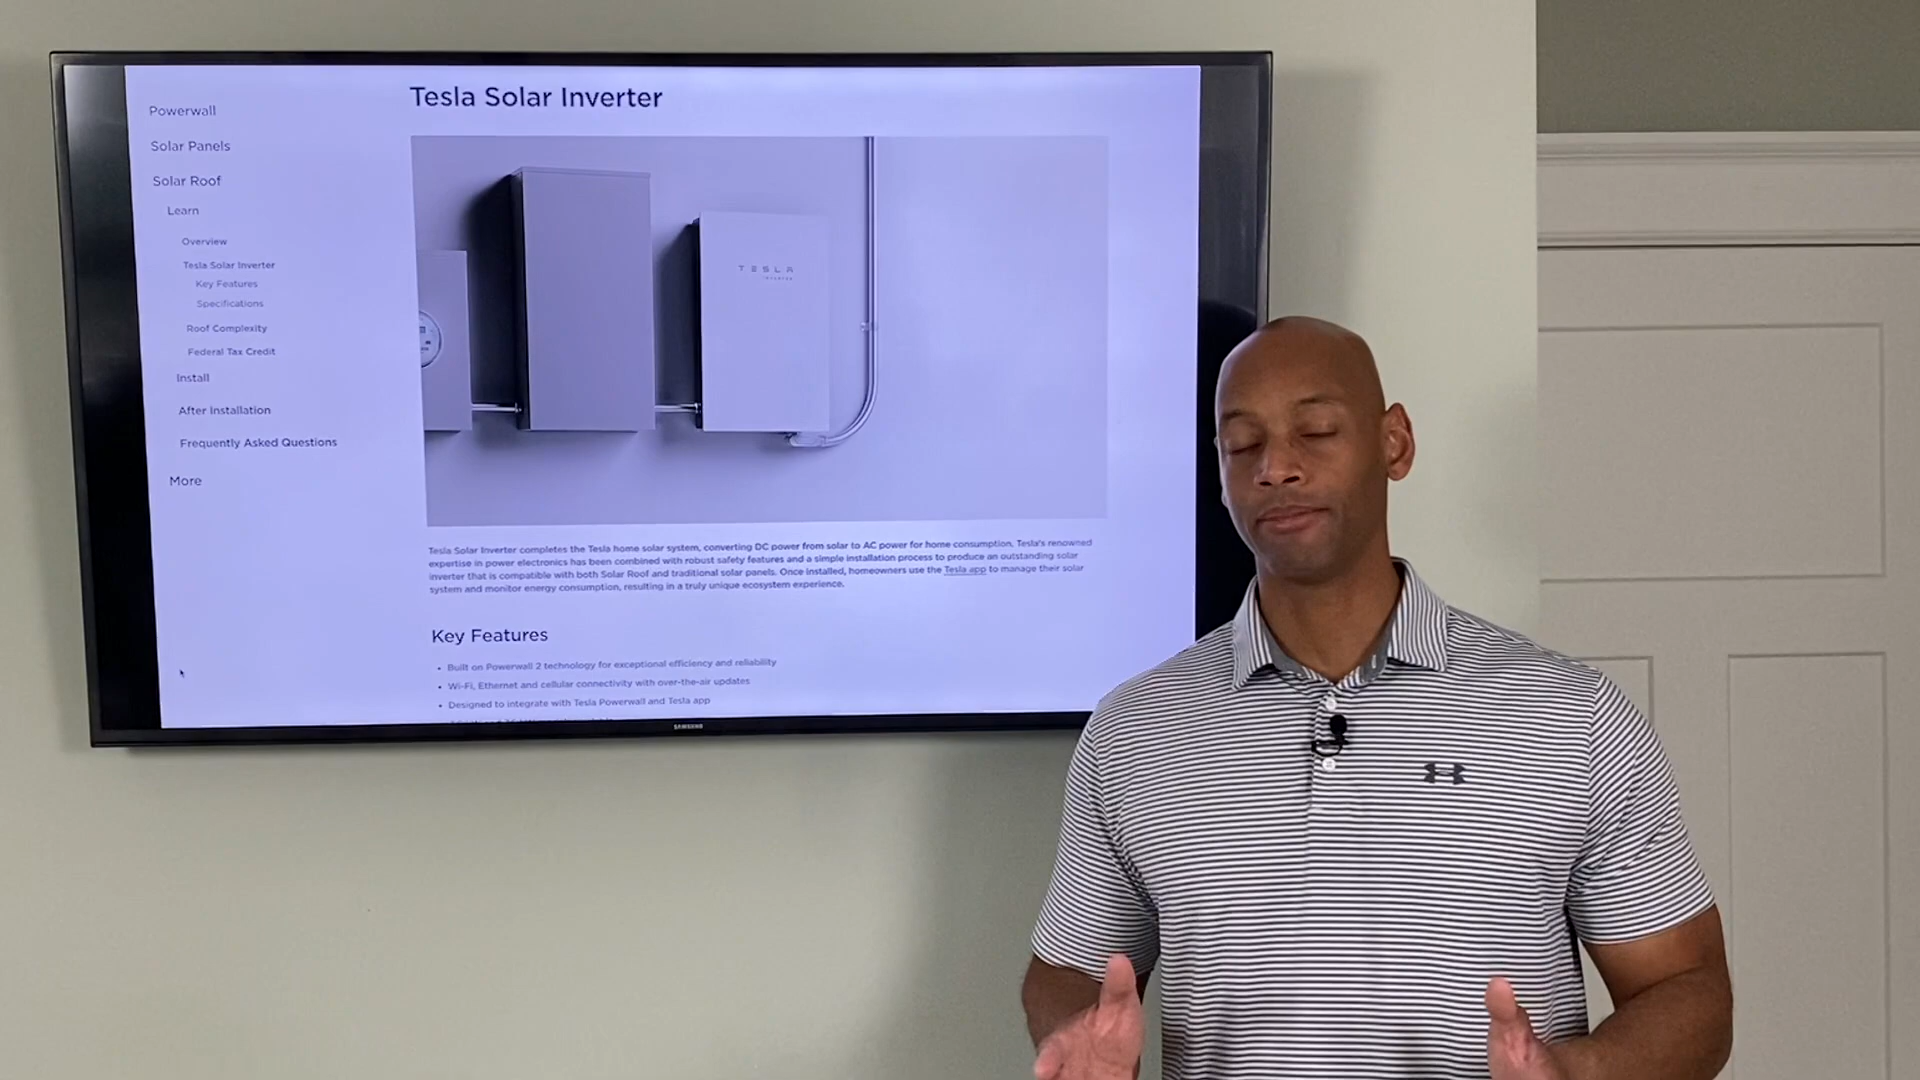 Tesla Solar Inverter
Powerwall
Solar Panels
Solar Roof
Learn
Overview
Tesla Solar Inverter
Key Features
Specifications
Roof Complexity
Federal Tax Credit
Install
After Installation
Frequently Asked Questions
More
TESLA
INVERTER
Tesla Solar Inverter completes the Tesla home solar system, converting DC power from solar to AC power for home consumption. Tesla's renowned
expertise in power electronics has been combined with robust safety features and a simple installation process to produce an outstanding solar
inverter that is compatible with both Solar Roof and traditional solar panels. Once installed, homeowners use the Tesla app to manage their solar
system and monitor energy consumption, resulting in a truly unique ecosystem experience.
Key Features
• Built on Powerwall 2 technology for exceptional efficiency and reliability
• Wi-Fi, Ethernet and cellular connectivity with over-the-air updates
• Designed to integrate with Tesla Powerwall and Tesla app
SAMSUNG